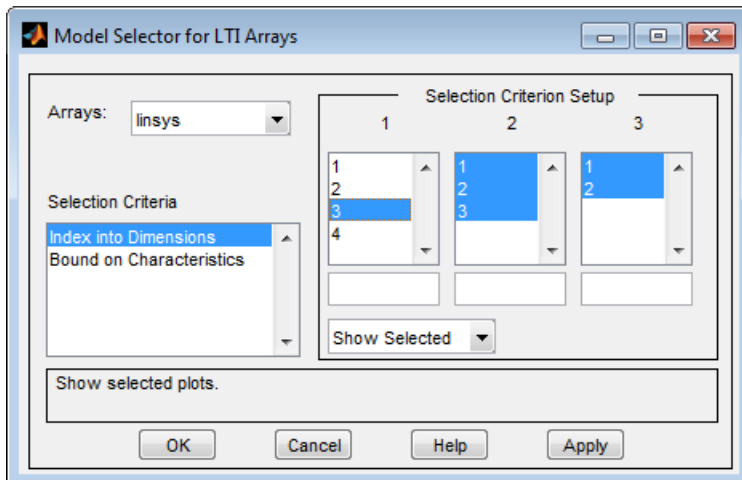 Model Selector for LTI Arrays
Arrays:
linsys
Selection Criteria
Index into Dimensions
Bound on Characteristics
Selection Criterion Setup
1 2 3
1
2
3
4
1
2
3
1
2
Show Selected
Show selected plots.
OK Cancel Help Apply